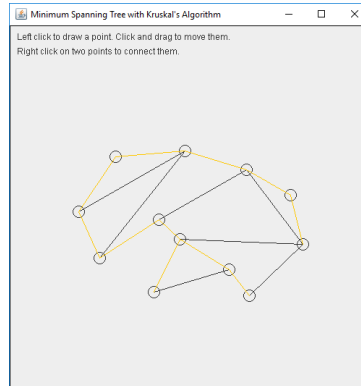 Minimum Spanning Tree with Kruskal's Algorithm
Left click to draw a point. Click and drag to move them.
Right click on two points to connect them.